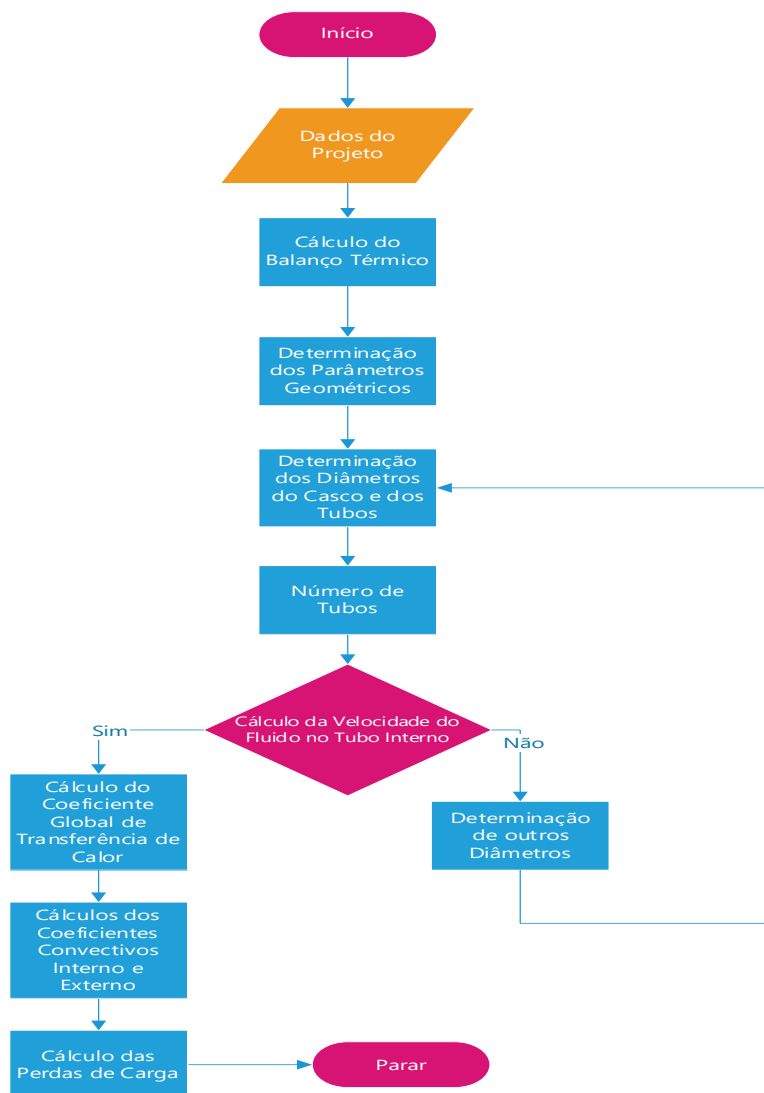 Início
Dados do
Projeto
Cálculo do
Balanço Térmico
Determinação
dos Parâmetros
Geométricos
Determinação
dos Diâmetros
do Casco e dos
Tubos
Número de
Tubos
Cálculo da Velocidade do
Fluido no Tubo Interno
Sim
Não
Cálculo do
Coeficiente
Global de
Transferência de
Calor
Determinação
de outros
Diâmetros
Cálculos dos
Coeficientes
Convectivos
Interno e
Externo
Cálculo das
Perdas de Carga
Parar